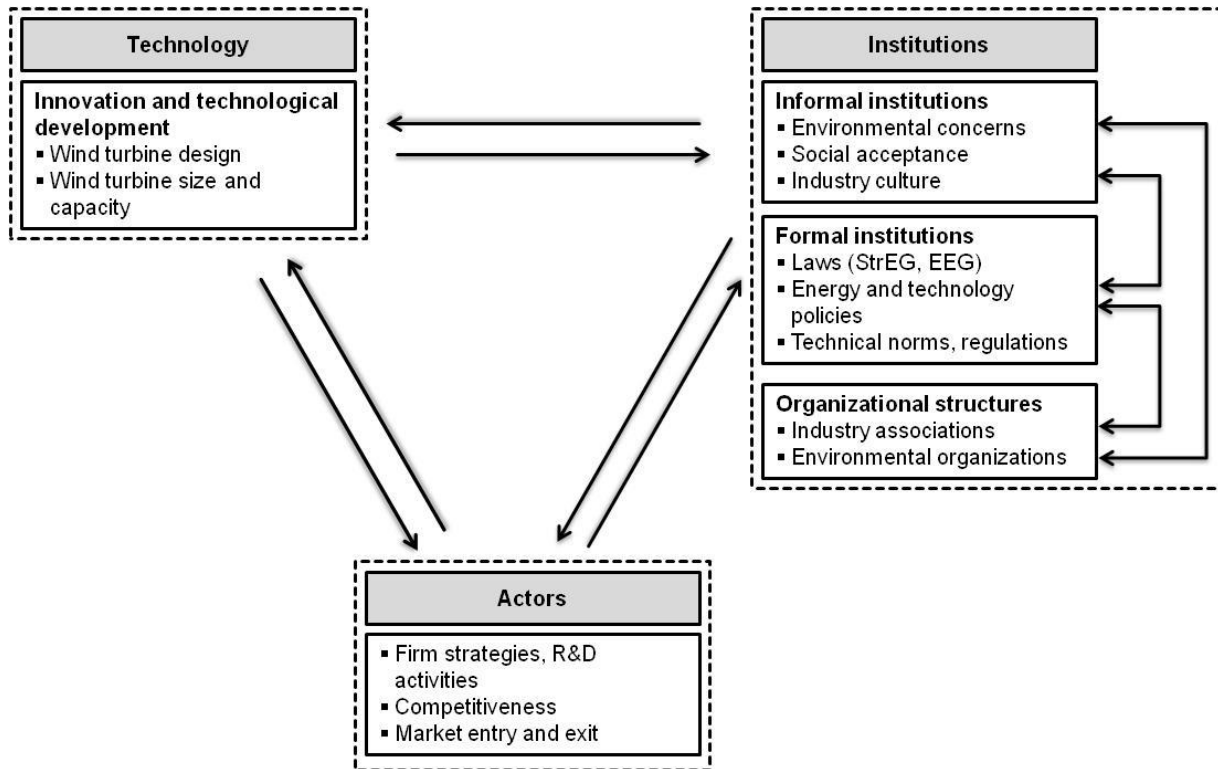 Technology
Innovation and technological
development
▪ Wind turbine design
▪ Wind turbine size and
capacity
Institutions
Informal institutions
▪ Environmental concerns
▪ Social acceptance
▪ Industry culture
Formal institutions
▪ Laws (StrEG, EEG)
▪ Energy and technology
policies
▪ Technical norms, regulations
Organizational structures
▪ Industry associations
▪ Environmental organizations
Actors
▪ Firm strategies, R&D
activities
▪ Competitiveness
▪ Market entry and exit